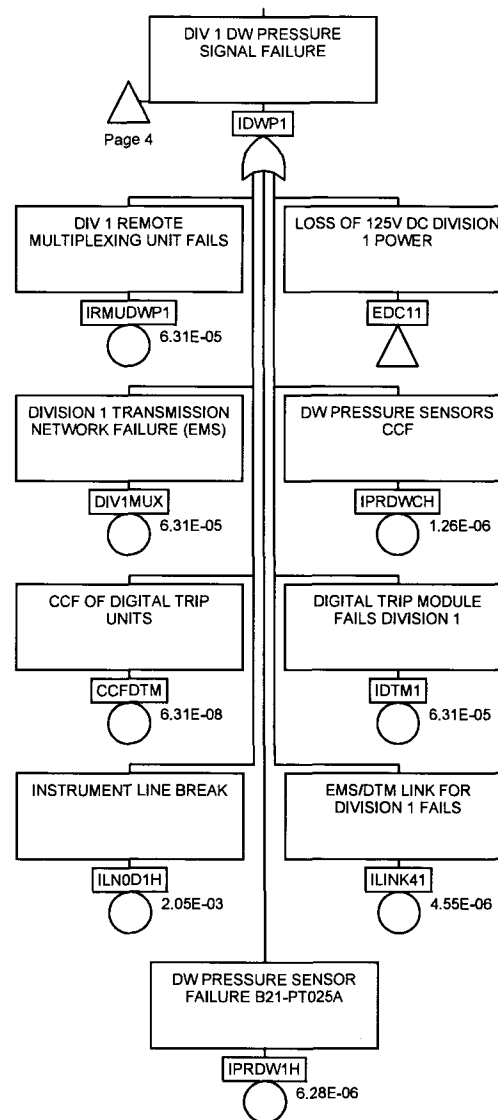 DIV 1 DW PRESSURE
SIGNAL FAILURE
Page 4
IDWP1
DIV 1 REMOTE
MULTIPLEXING UNIT FAILS
IRMUDWP1
6.31E-05
LOSS OF 125V DC DIVISION
1 POWER
EDC11
DIVISION 1 TRANSMISSION
NETWORK FAILURE (EMS)
DIV1MUX
6.31E-05
DW PRESSURE SENSORS
CCF
IPRDWCH
1.26E-06
CCF OF DIGITAL TRIP
UNITS
CCFDTM
6.31E-08
DIGITAL TRIP MODULE
FAILS DIVISION 1
IDTM1
6.31E-05
INSTRUMENT LINE BREAK
ILN0D1H
2.05E-03
EMS/DTM LINK FOR
DIVISION 1 FAILS
ILINK41
4.55E-06
DW PRESSURE SENSOR
FAILURE B21-PT025A
IPRDW1H
6.28E-06